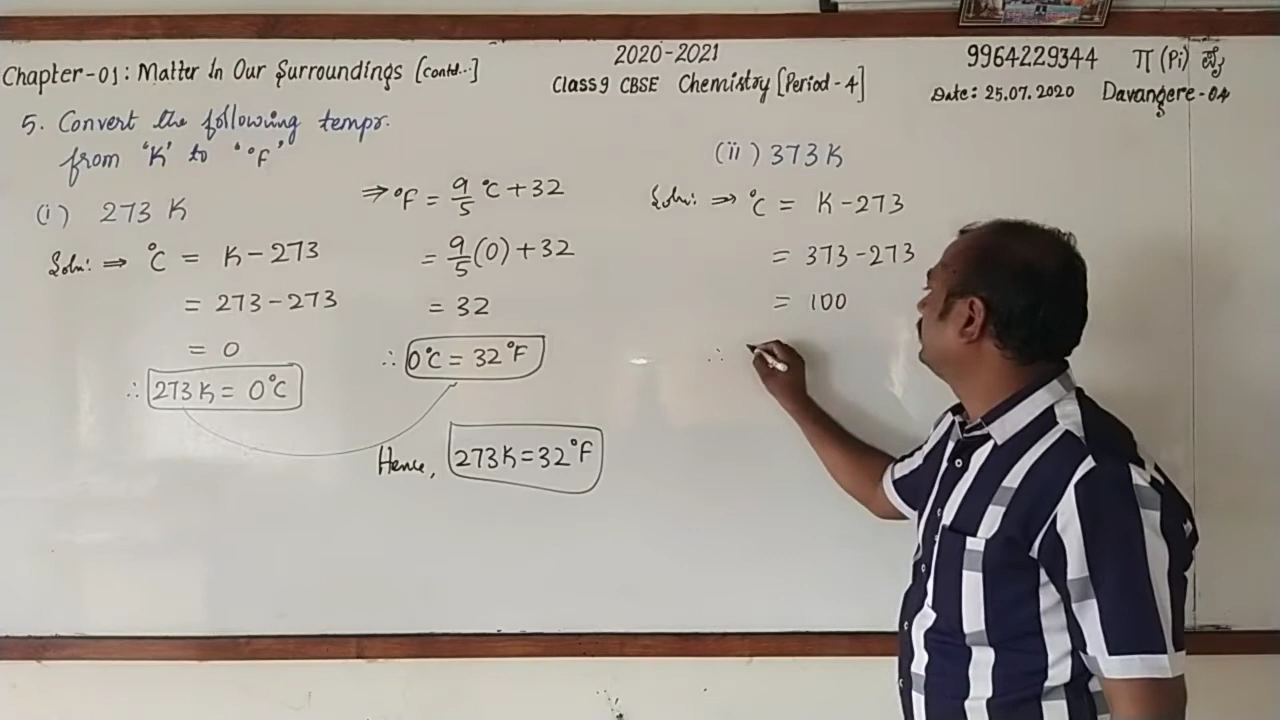 2020-2021
Chapter-01: Matter In Our Surroundings [contd...]
Class 9 CBSE Chemistry [Period-4]
9964229344 π (Pi)
Date: 25.07.2020 Davangere-04
5. Convert the following tempr.
from 'K' to '°F'
(i) 273 K
Soln: ⇒ °C = K-273
= 273-273
= 0
∴ 273K = 0°C
⇒ °F = 9/5 °C + 32
= 9/5 (0) + 32
= 32
∴ 0°C = 32°F
Hence, 273K = 32°F
(ii) 373 K
Soln: ⇒ °C = K-273
= 373-273
= 100
∴